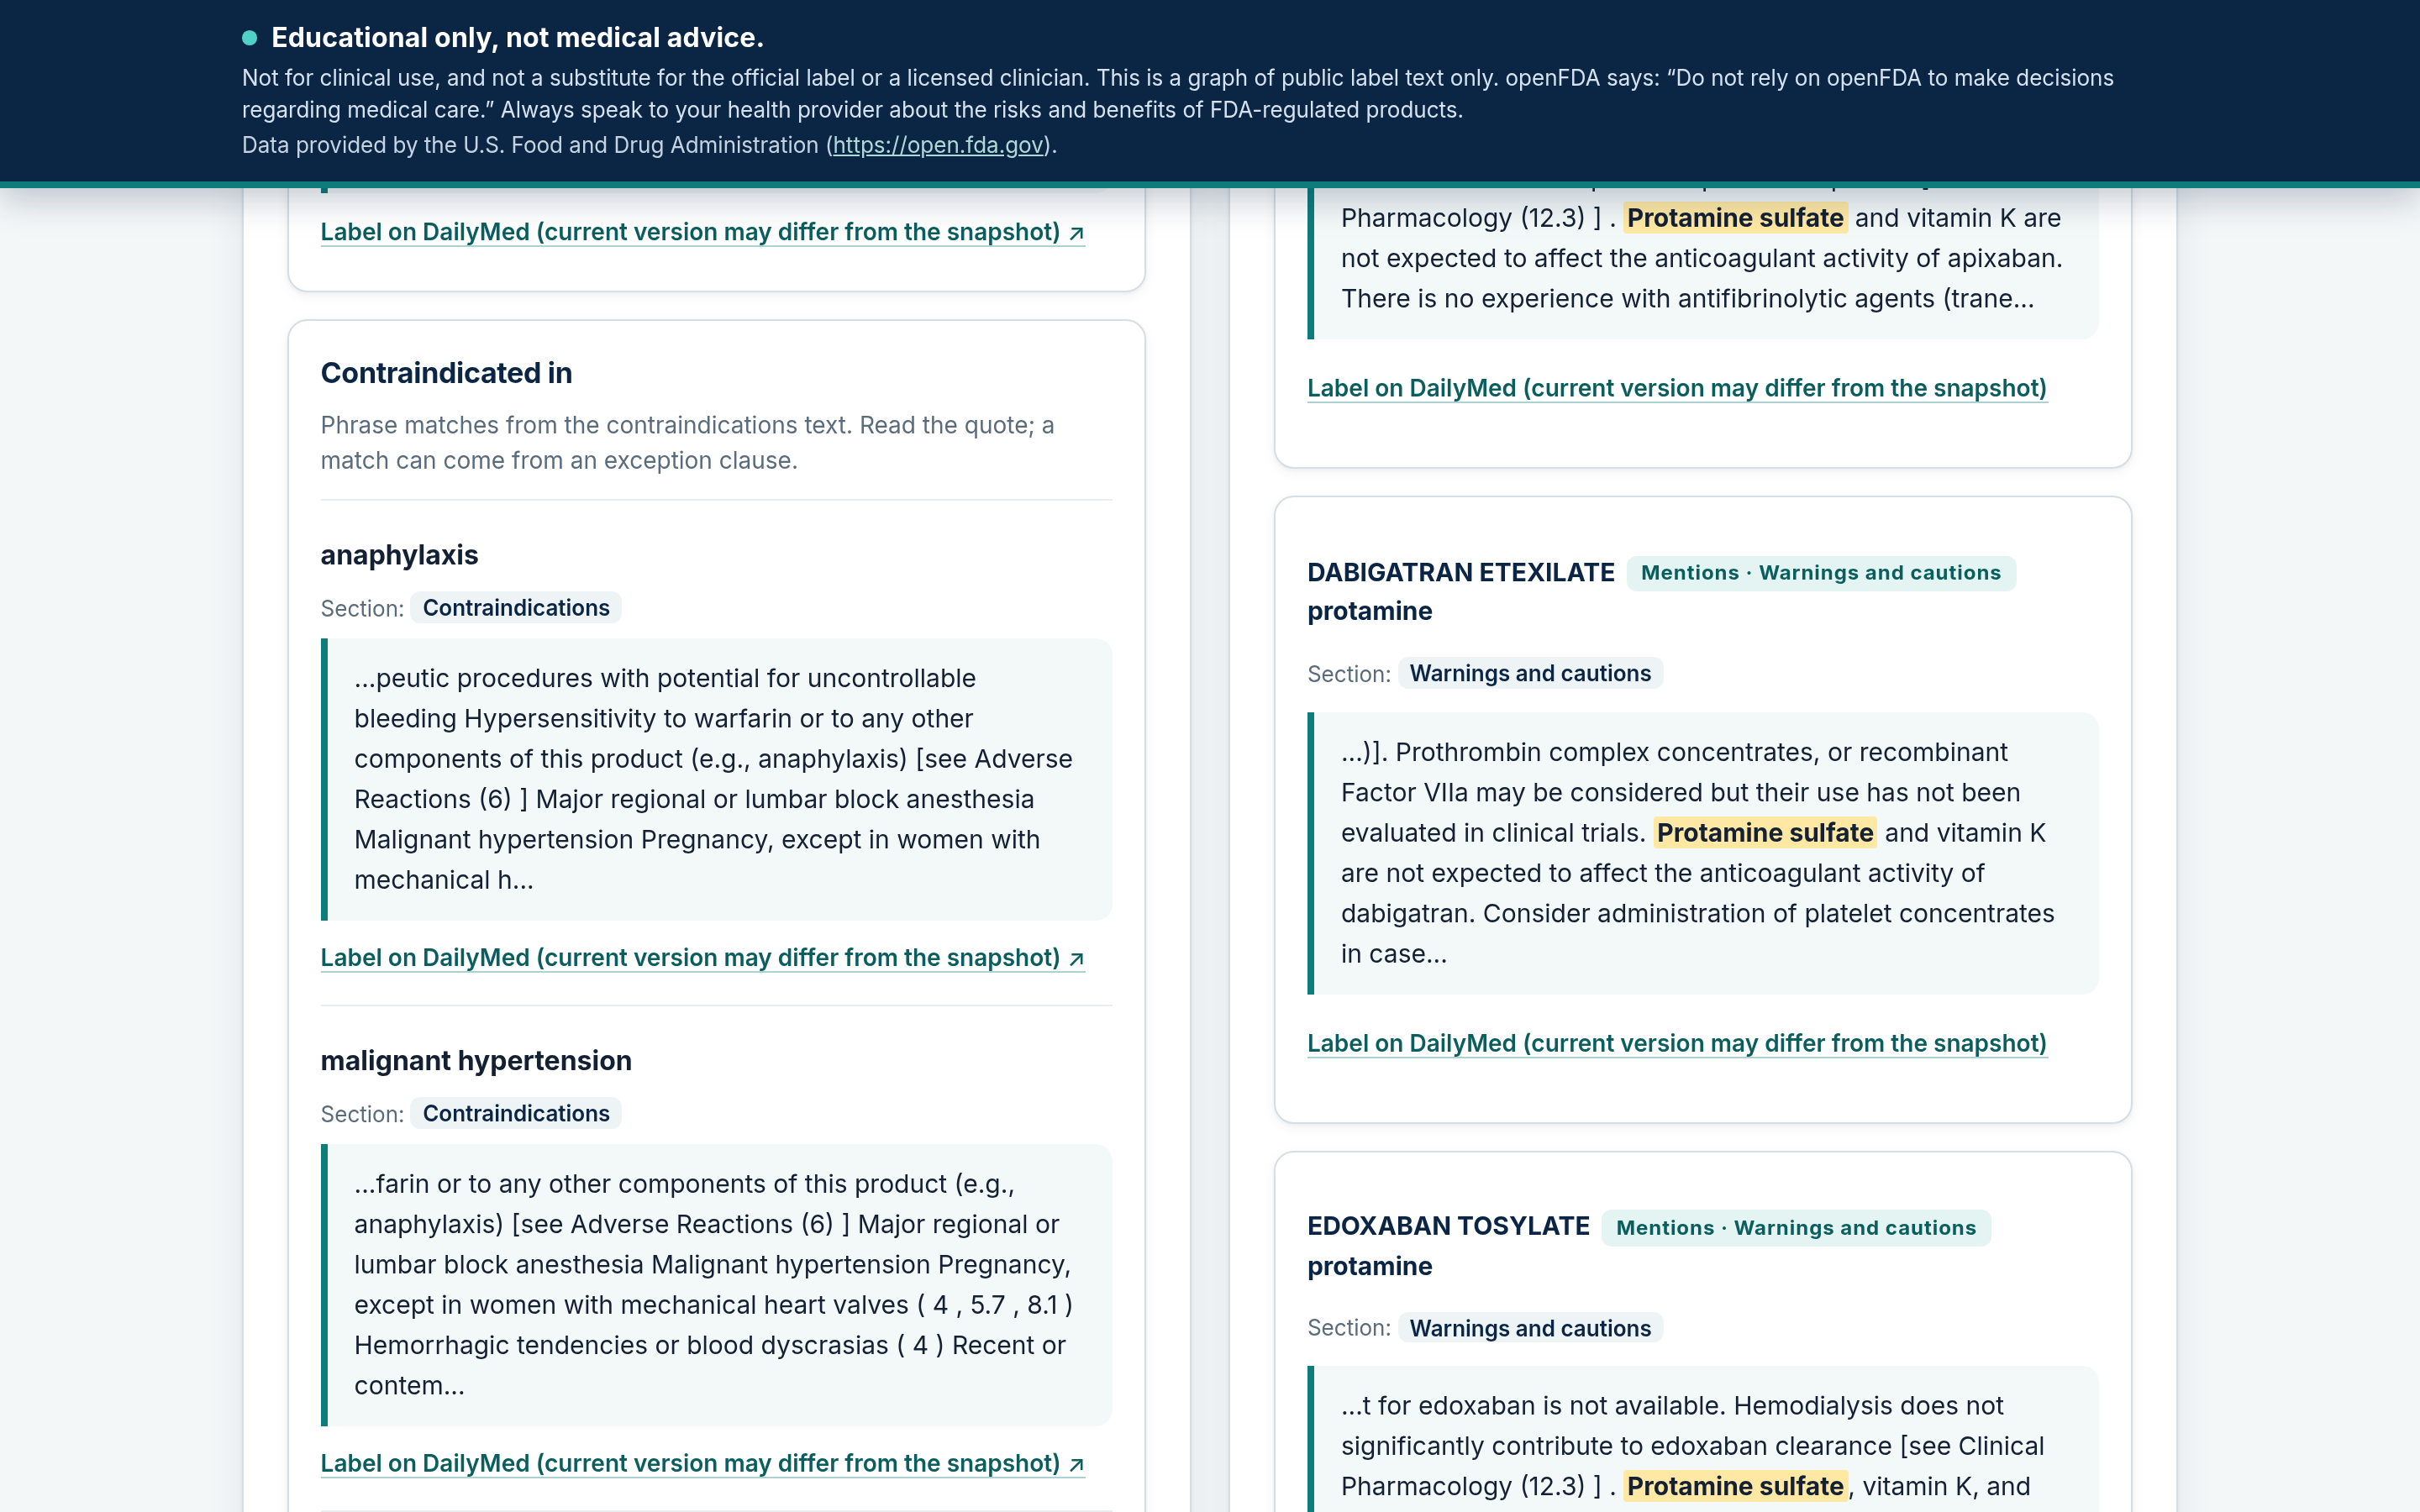 Educational only, not medical advice.
Not for clinical use, and not a substitute for the official label or a licensed clinician. This is a graph of public label text only. openFDA says: “Do not rely on openFDA to make decisions
regarding medical care.” Always speak to your health provider about the risks and benefits of FDA-regulated products.
Data provided by the U.S. Food and Drug Administration (https://open.fda.gov).
Label on DailyMed (current version may differ from the snapshot) ↗
Contraindicated in
Phrase matches from the contraindications text. Read the quote; a
match can come from an exception clause.
anaphylaxis
Section: Contraindications
…peutic procedures with potential for uncontrollable
bleeding Hypersensitivity to warfarin or to any other
components of this product (e.g., anaphylaxis) [see Adverse
Reactions (6) ] Major regional or lumbar block anesthesia
Malignant hypertension Pregnancy, except in women with
mechanical h…
Label on DailyMed (current version may differ from the snapshot) ↗
malignant hypertension
Section: Contraindications
…farin or to any other components of this product (e.g.,
anaphylaxis) [see Adverse Reactions (6) ] Major regional or
lumbar block anesthesia Malignant hypertension Pregnancy,
except in women with mechanical heart valves ( 4 , 5.7 , 8.1 )
Hemorrhagic tendencies or blood dyscrasias ( 4 ) Recent or
contem…
Label on DailyMed (current version may differ from the snapshot) ↗
Pharmacology (12.3) ] . Protamine sulfate and vitamin K are
not expected to affect the anticoagulant activity of apixaban.
There is no experience with antifibrinolytic agents (trane…
Label on DailyMed (current version may differ from the snapshot)
DABIGATRAN ETEXILATE Mentions · Warnings and cautions
protamine
Section: Warnings and cautions
…)]. Prothrombin complex concentrates, or recombinant
Factor VIIa may be considered but their use has not been
evaluated in clinical trials. Protamine sulfate and vitamin K
are not expected to affect the anticoagulant activity of
dabigatran. Consider administration of platelet concentrates
in case…
Label on DailyMed (current version may differ from the snapshot)
EDOXABAN TOSYLATE Mentions · Warnings and cautions
protamine
Section: Warnings and cautions
…t for edoxaban is not available. Hemodialysis does not
significantly contribute to edoxaban clearance [see Clinical
Pharmacology (12.3) ] . Protamine sulfate, vitamin K, and